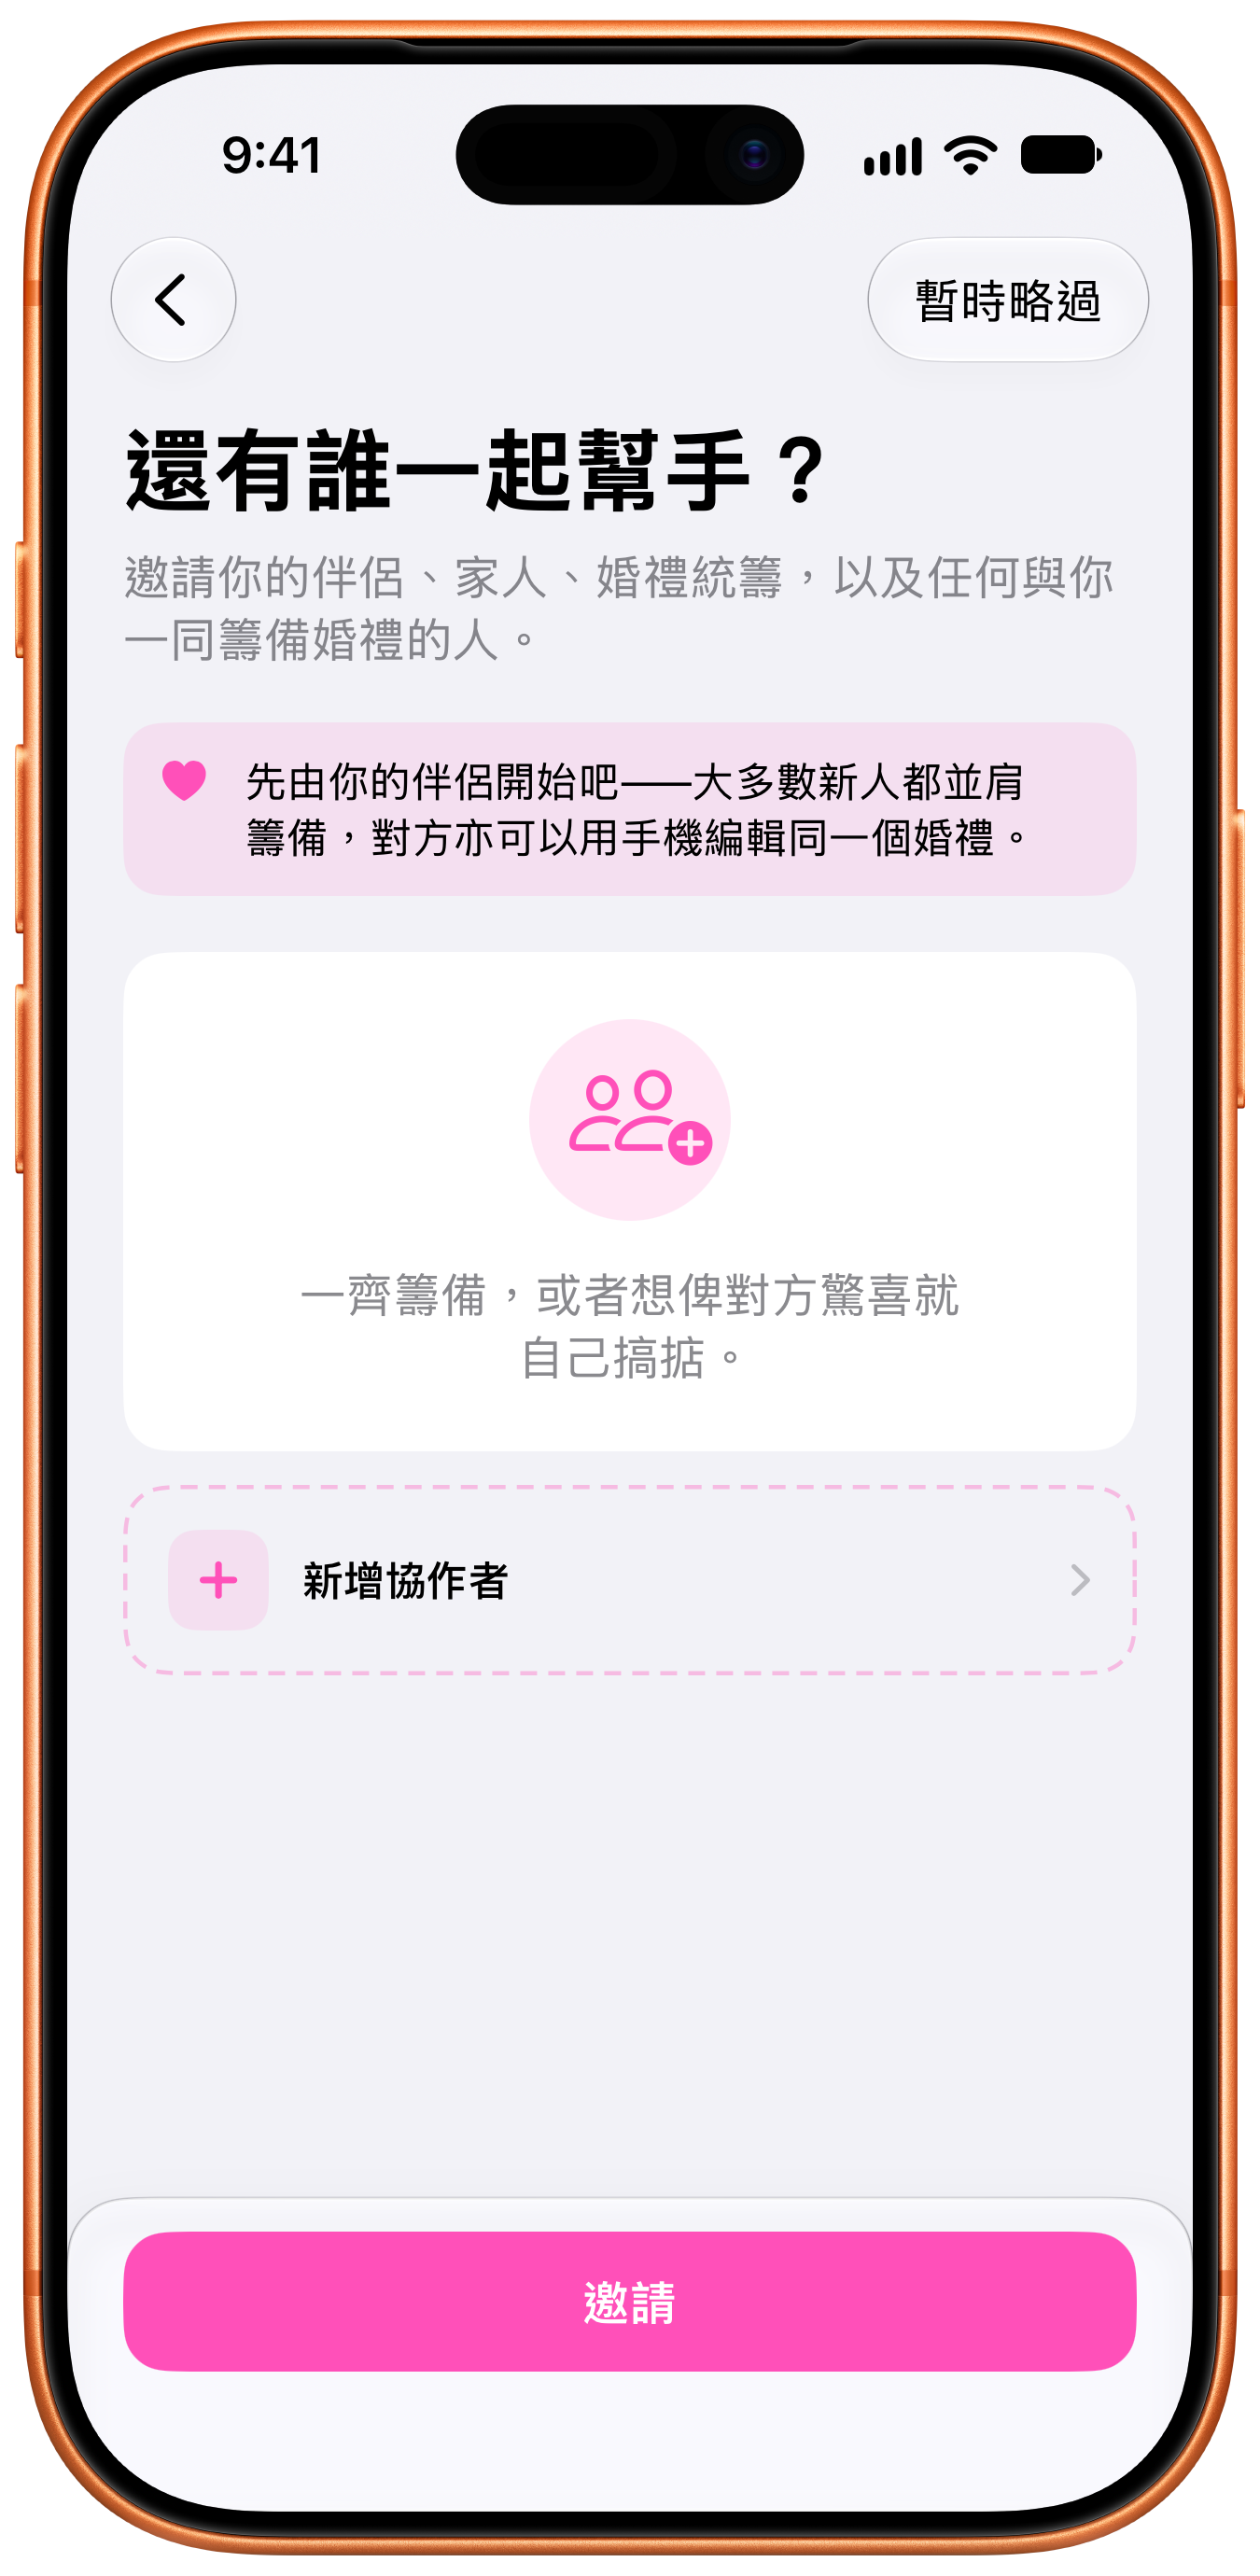 9:41
暫時略過
還有誰一起幫手？
邀請你的伴侶、家人、婚禮統籌，以及任何與你
一同籌備婚禮的人。
先由你的伴侶開始吧——大多數新人都並肩
籌備，對方亦可以用手機編輯同一個婚禮。
一齊籌備，或者想俾對方驚喜就
自己搞掂。
新增協作者
邀請